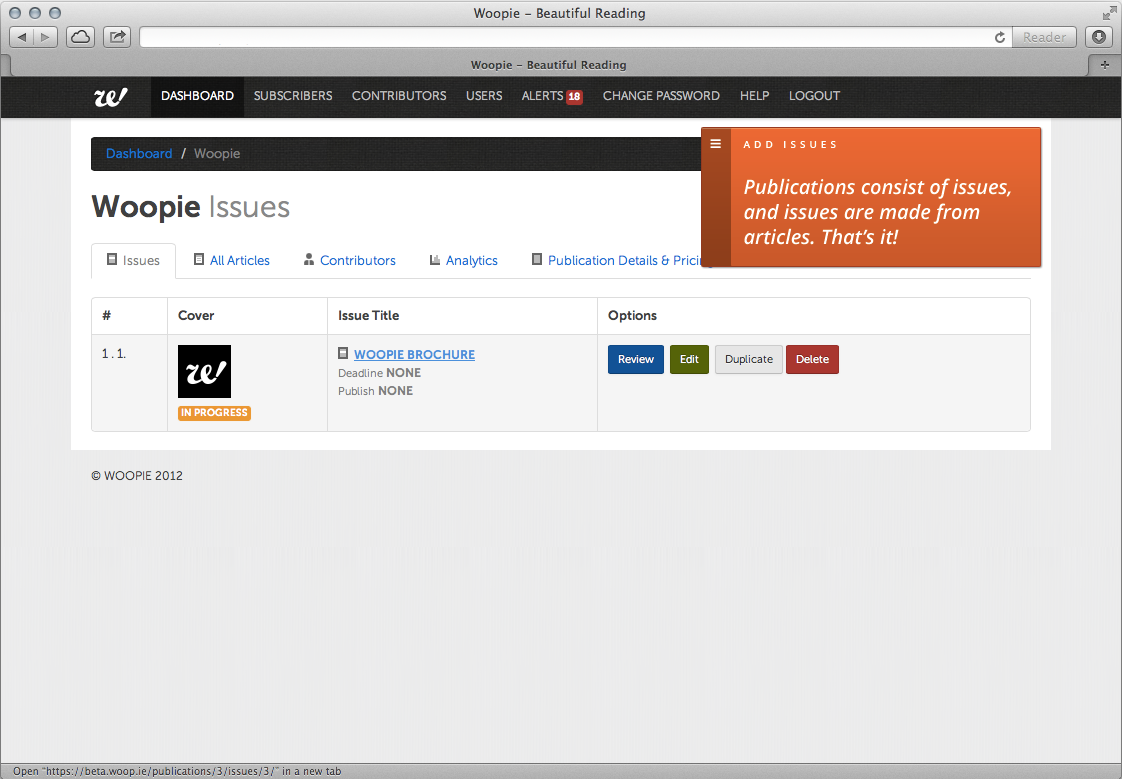 Woopie – Beautiful Reading
Reader
Woopie – Beautiful Reading
we! DASHBOARD SUBSCRIBERS CONTRIBUTORS USERS ALERTS 18 CHANGE PASSWORD HELP LOGOUT
Dashboard / Woopie
ADD ISSUES
Publications consist of issues,
and issues are made from
articles. That's it!
Woopie Issues
Issues All Articles Contributors Analytics Publication Details & Pricing
# Cover Issue Title Options
1 . 1. WOOPIE BROCHURE Review Edit Duplicate Delete
Deadline NONE
Publish NONE
we!
IN PROGRESS
© WOOPIE 2012
Open "https://beta.woop.ie/publications/3/issues/3/" in a new tab